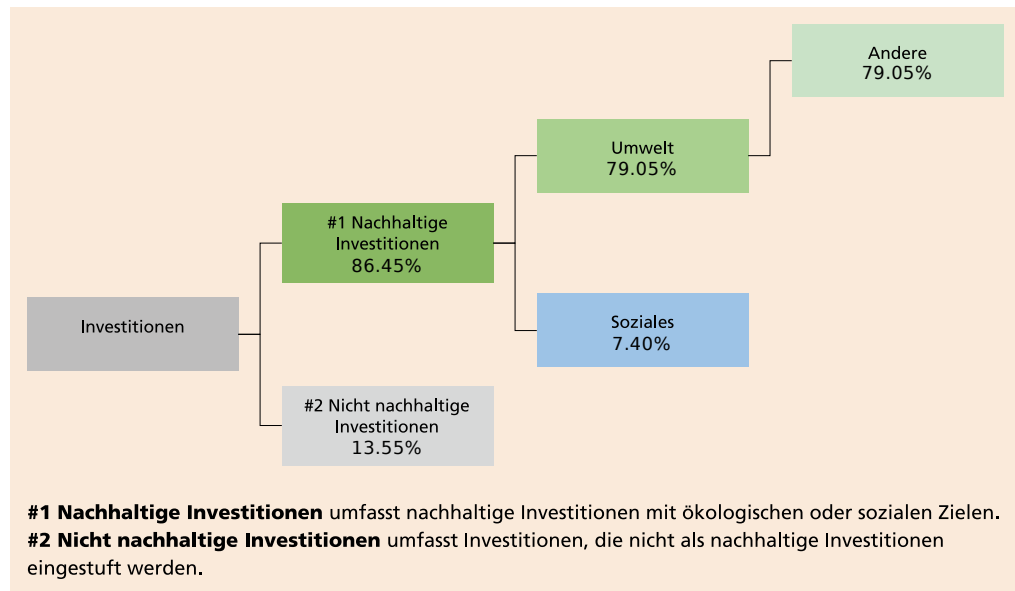 Andere
79.05%
Umwelt
79.05%
#1 Nachhaltige
Investitionen
86.45%
Investitionen
Soziales
7.40%
#2 Nicht nachhaltige
Investitionen
13.55%
#1 Nachhaltige Investitionen umfasst nachhaltige Investitionen mit ökologischen oder sozialen Zielen.
#2 Nicht nachhaltige Investitionen umfasst Investitionen, die nicht als nachhaltige Investitionen
eingestuft werden.